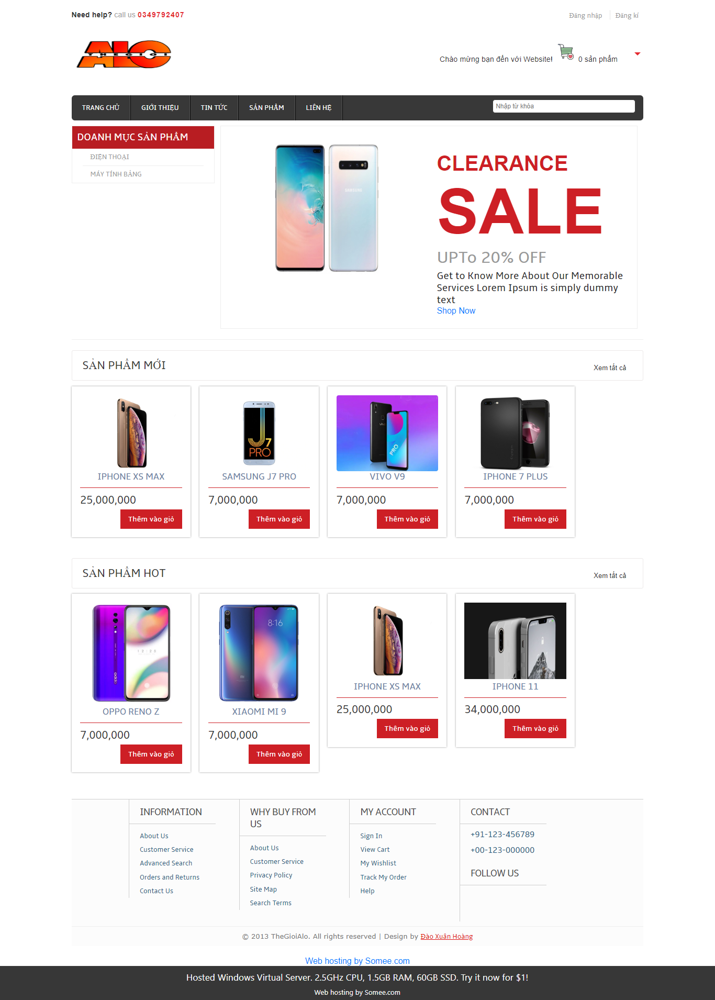 Need help? call us 0349792407
Đăng nhập
Đăng kí
ALO
THEGIOI
Chào mừng bạn đến với Website!
0 sản phẩm
TRANG CHỦ
GIỚI THIỆU
TIN TỨC
SẢN PHẨM
LIÊN HỆ
Nhập từ khóa
DOANH MỤC SẢN PHẨM
ĐIỆN THOẠI
MÁY TÍNH BẢNG
SAMSUNG
CLEARANCE
SALE
UPTo 20% OFF
Get to Know More About Our Memorable
Services Lorem Ipsum is simply dummy
text
Shop Now
SẢN PHẨM MỚI
Xem tất cả
J7
PRO
vivo
PRO
IPHONE XS MAX
SAMSUNG J7 PRO
VIVO V9
IPHONE 7 PLUS
25,000,000
7,000,000
7,000,000
7,000,000
Thêm vào giỏ
Thêm vào giỏ
Thêm vào giỏ
Thêm vào giỏ
SẢN PHẨM HOT
Xem tất cả
12:25
oppo
8:16
IPHONE XS MAX
IPHONE 11
25,000,000
34,000,000
Thêm vào giỏ
Thêm vào giỏ
OPPO RENO Z
XIAOMI MI 9
7,000,000
7,000,000
Thêm vào giỏ
Thêm vào giỏ
INFORMATION
About Us
Customer Service
Advanced Search
Orders and Returns
Contact Us
WHY BUY FROM
US
About Us
Customer Service
Privacy Policy
Site Map
Search Terms
MY ACCOUNT
Sign In
View Cart
My Wishlist
Track My Order
Help
CONTACT
+91-123-456789
+00-123-000000
FOLLOW US
© 2013 TheGioiAlo. All rights reserved | Design by Đào Xuân Hoàng
Web hosting by Somee.com
Hosted Windows Virtual Server. 2.5GHz CPU, 1.5GB RAM, 60GB SSD. Try it now for $1!
Web hosting by Somee.com